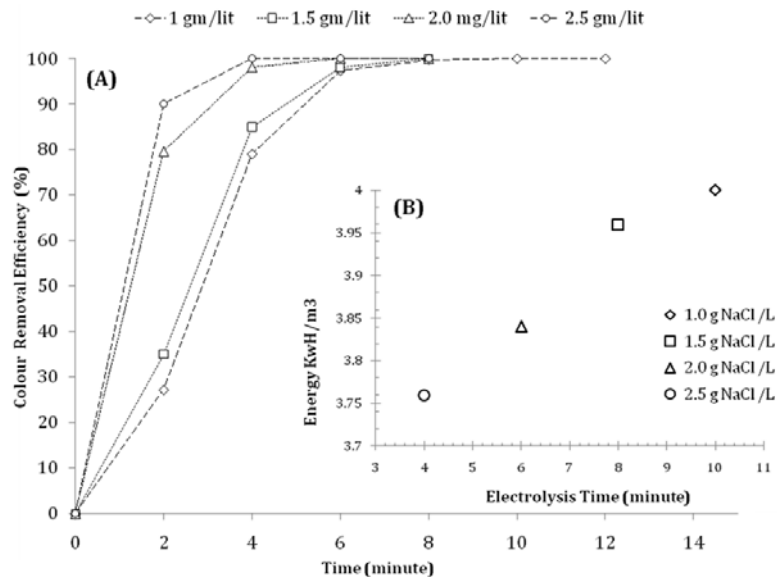 1 gm/lit 1.5 gm/lit 2.0 mg/lit 2.5 gm/lit
(A)
Colour Removal Efficiency (%)
100
90
80
70
60
50
40
30
20
10
0
0 2 4 6 8 10 12 14
Time (minute)
(B)
Energy KwH/m3
4
3.95
3.9
3.85
3.8
3.75
3.7
3 4 5 6 7 8 9 10 11
Electrolysis Time (minute)
1.0 g NaCl/L
1.5 g NaCl/L
2.0 g NaCl/L
2.5 g NaCl/L